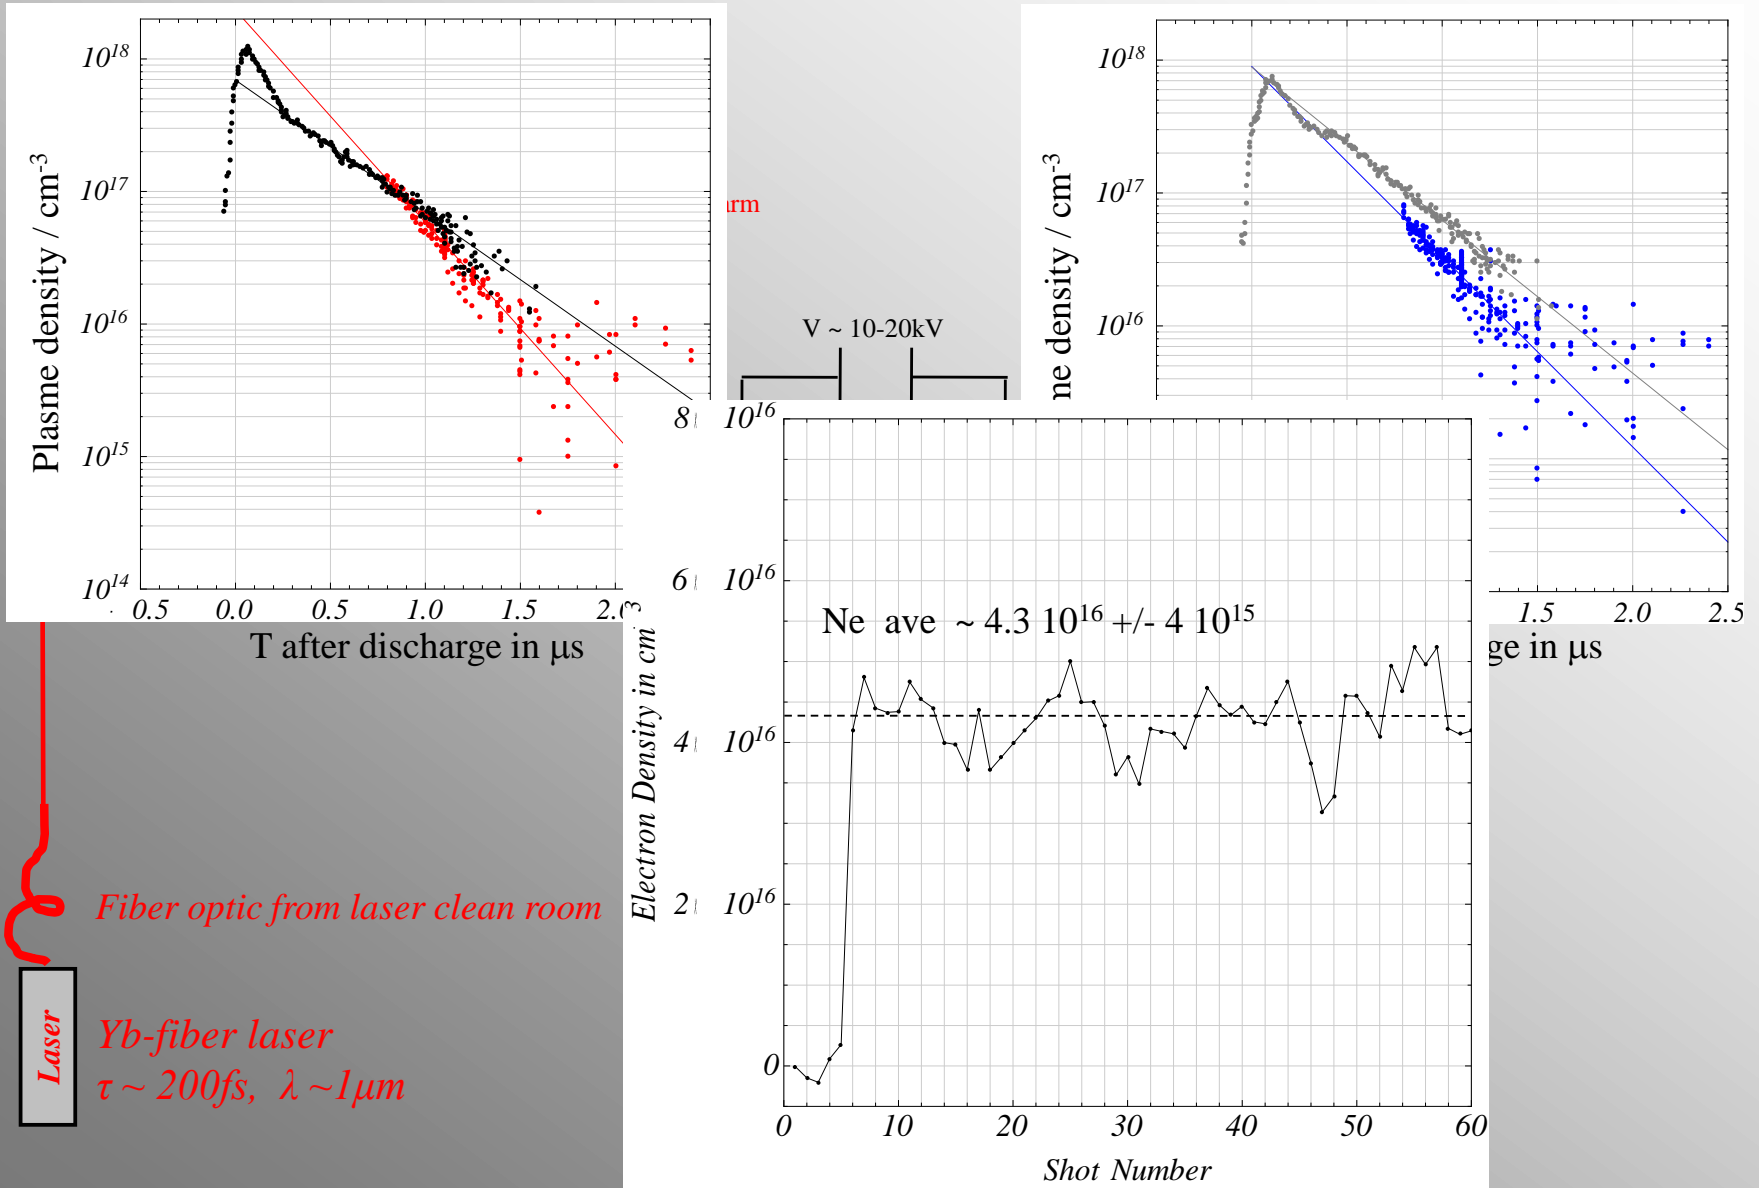 10^18
10^17
10^16
10^15
10^14
Plasme density / cm^-3
0.5 0.0 0.5 1.0 1.5
T after discharge in μs
V ~ 10-20kV
10^18
10^17
10^16
density / cm^-3
1.5 2.0 2.5
in μs
8 10^16
6 10^16
4 10^16
2 10^16
0
Electron Density in cm
Ne ave ~ 4.3 10^16 +/- 4 10^15
0 10 20 30 40 50 60
Shot Number
Fiber optic from laser clean room
Laser
Yb-fiber laser
τ ~ 200fs, λ ~1μm